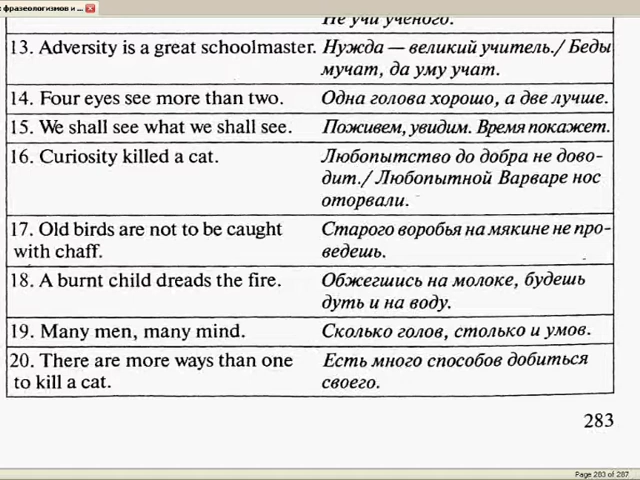 фразеологизмов и ...
Не учи ученого.
13. Adversity is a great schoolmaster. Нужда — великий учитель./ Беды
мучат, да уму учат.
14. Four eyes see more than two. Одна голова хорошо, а две лучше.
15. We shall see what we shall see. Поживем, увидим. Время покажет.
16. Curiosity killed a cat. Любопытство до добра не дово-
дит./ Любопытной Варваре нос
оторвали.
17. Old birds are not to be caught Старого воробья на мякине не про-
with chaff. ведешь.
18. A burnt child dreads the fire. Обжегшись на молоке, будешь
дуть и на воду.
19. Many men, many mind. Сколько голов, столько и умов.
20. There are more ways than one Есть много способов добиться
to kill a cat. своего.
283
Page 283 of 287